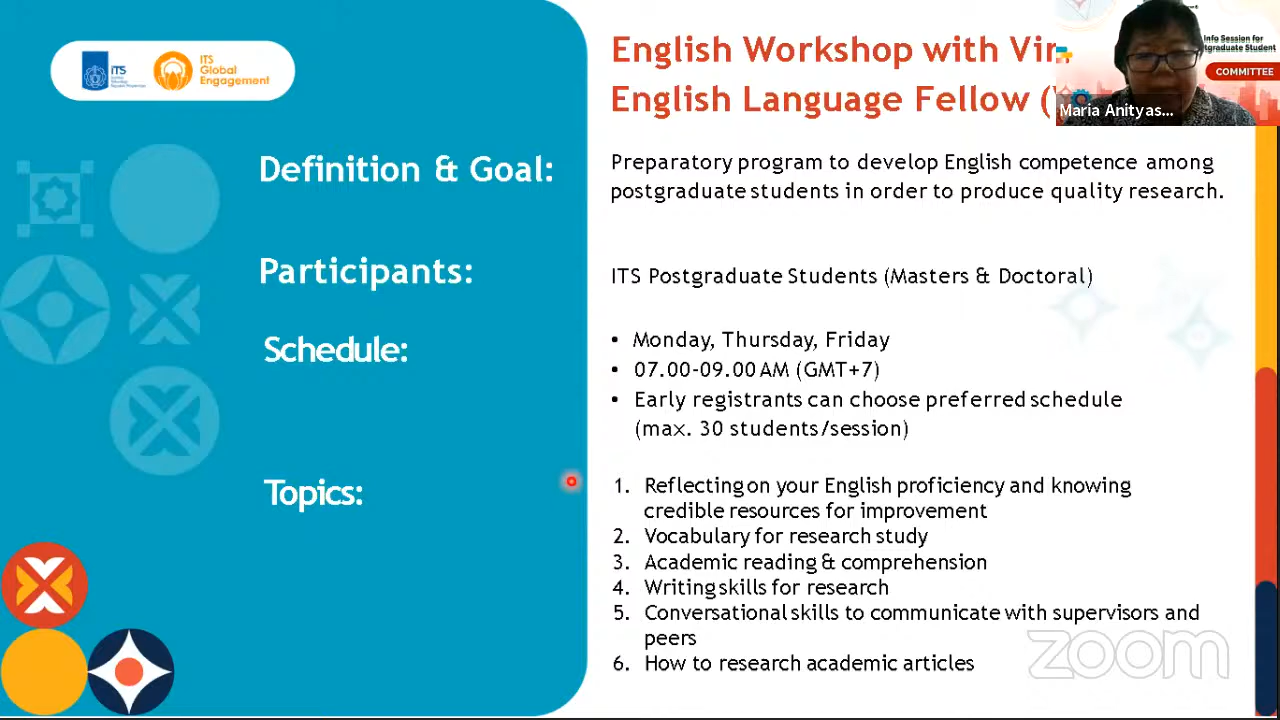 ITS
ITS
Global
Engagement
English Workshop with Vir
English Language Fellow (
Info Session for
tgraduate Student
COMMITTEE
Maria Anityas...
Definition & Goal:
Preparatory program to develop English competence among
postgraduate students in order to produce quality research.
Participants:
ITS Postgraduate Students (Masters & Doctoral)
Schedule:
• Monday, Thursday, Friday
• 07.00-09.00 AM (GMT+7)
• Early registrants can choose preferred schedule
(max. 30 students/session)
Topics:
1. Reflecting on your English proficiency and knowing
credible resources for improvement
2. Vocabulary for research study
3. Academic reading & comprehension
4. Writing skills for research
5. Conversational skills to communicate with supervisors and
peers
6. How to research academic articles
zoom